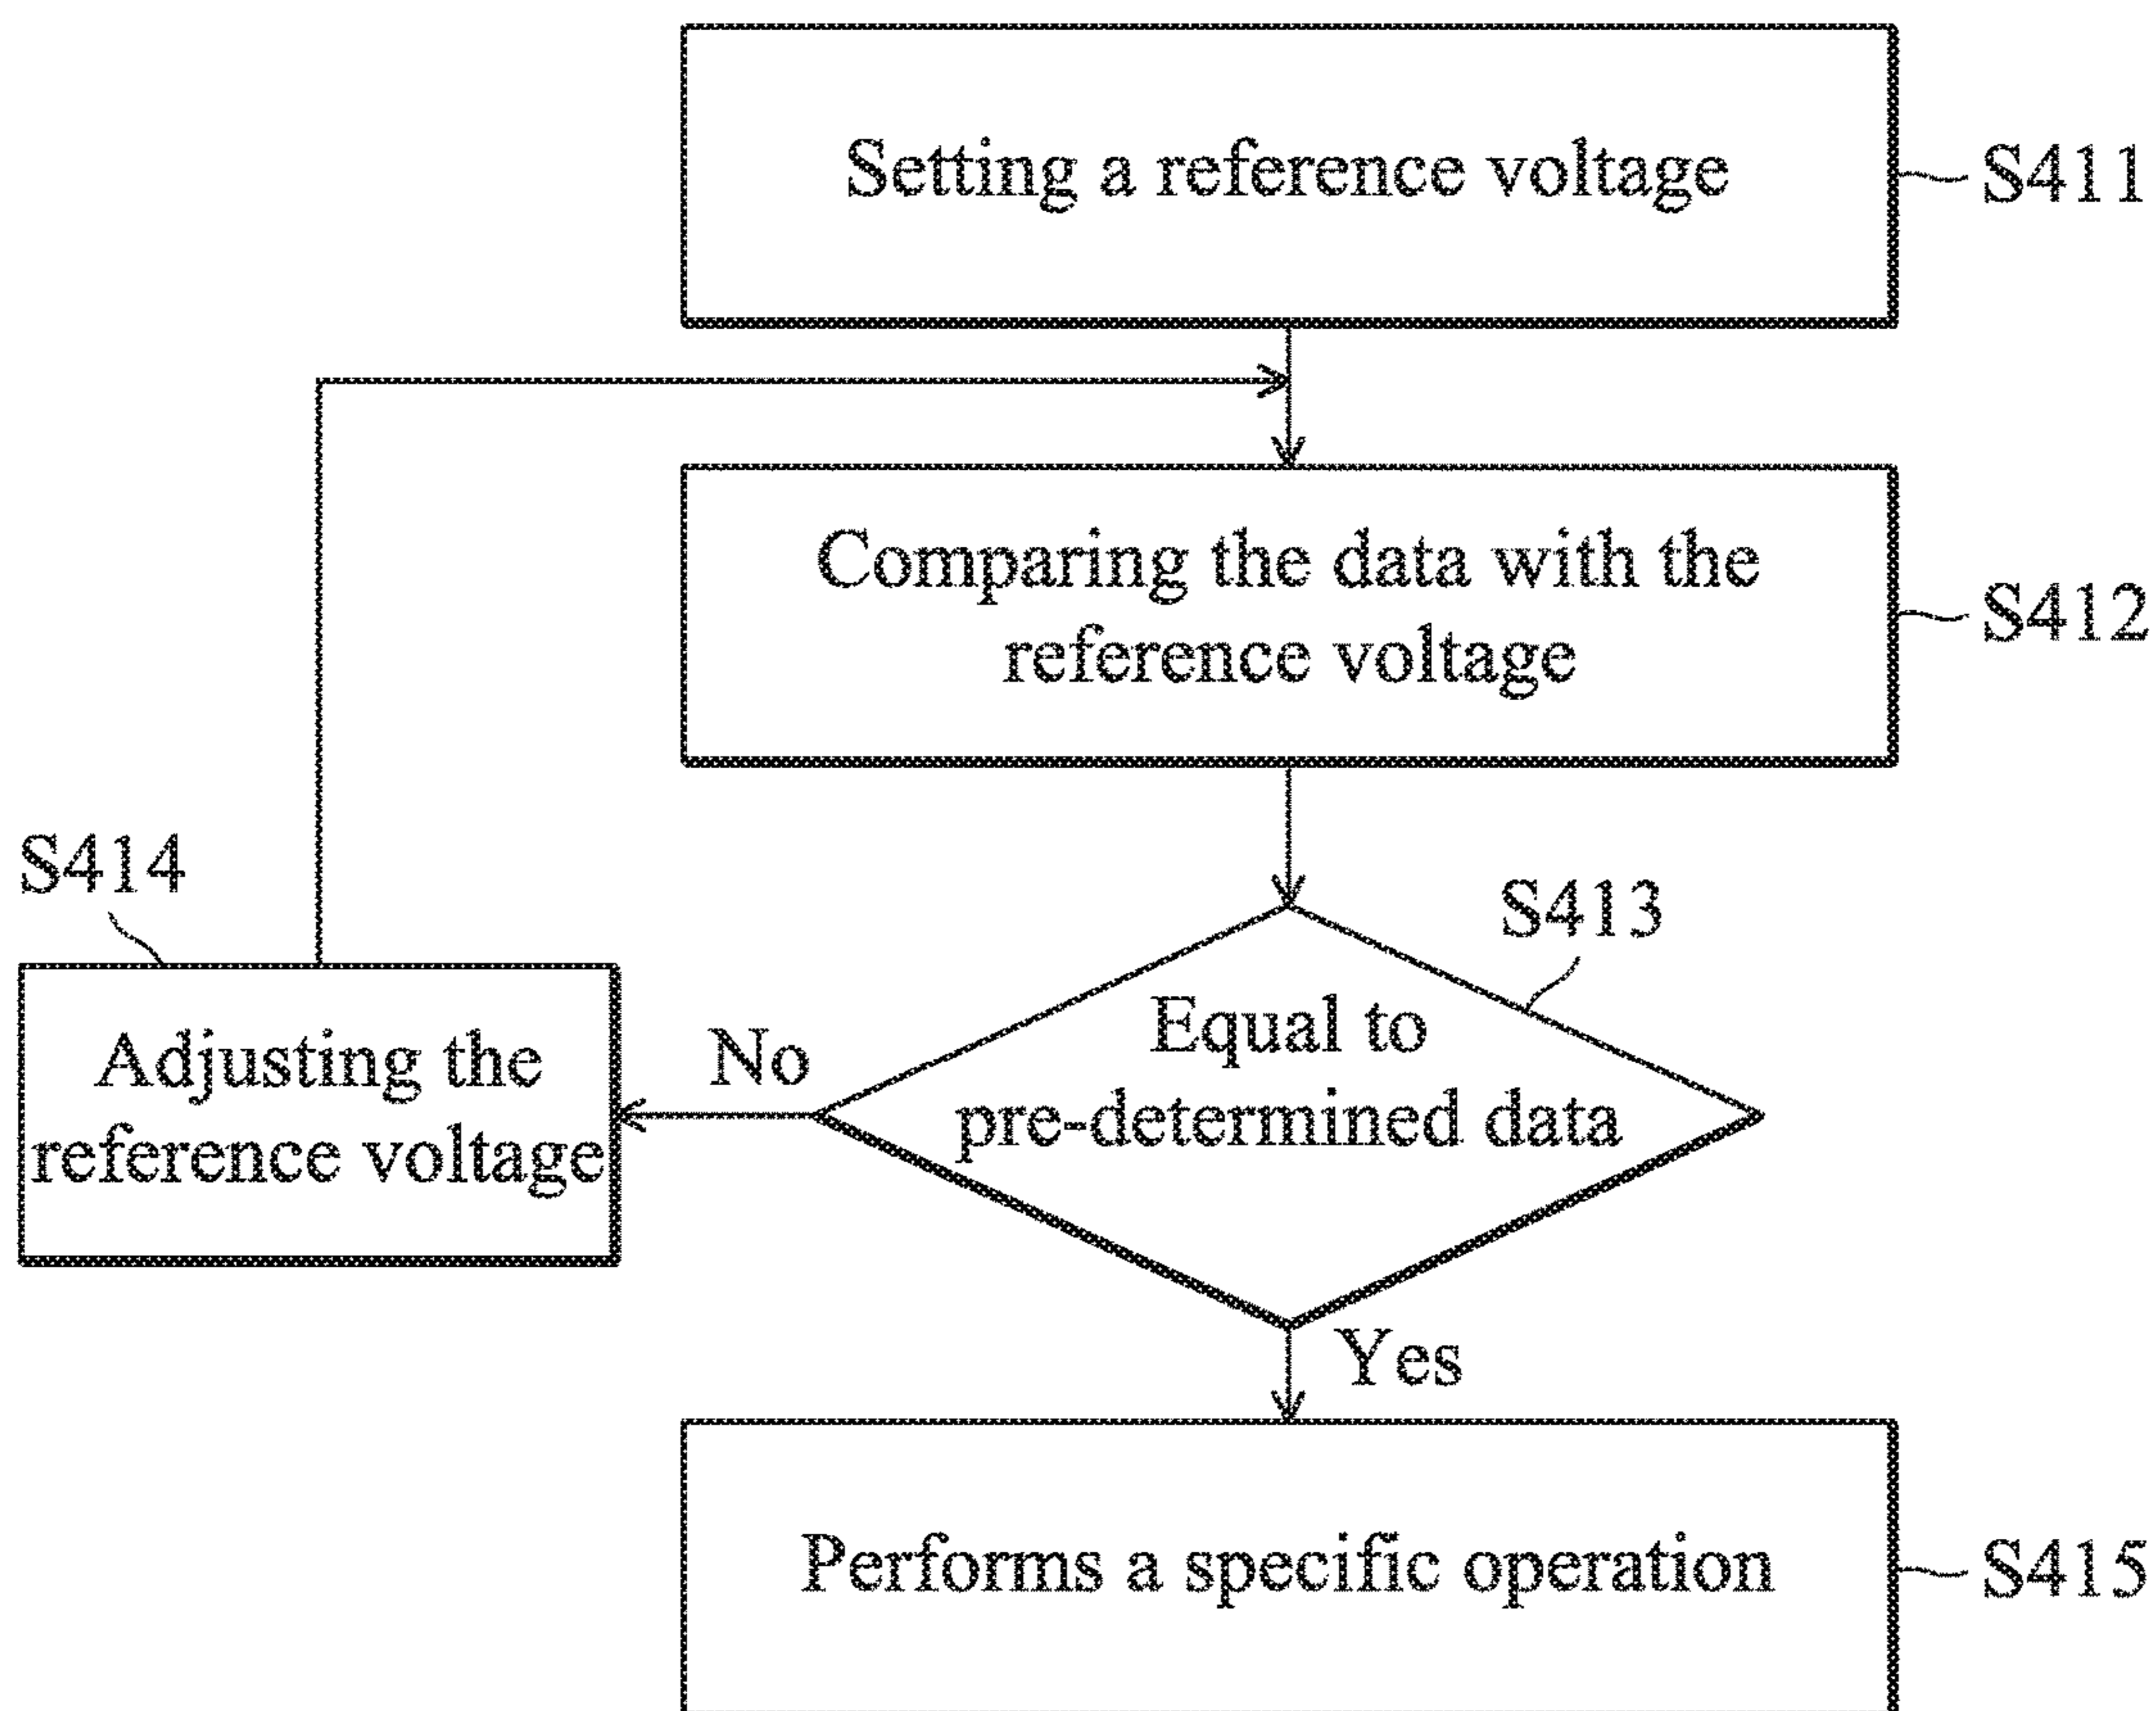 Setting a reference voltage
S411
Comparing the data with the
reference voltage
S412
S414
S413
Adjusting the
reference voltage
No
Equal to
pre-determined data
Yes
Performs a specific operation
S415